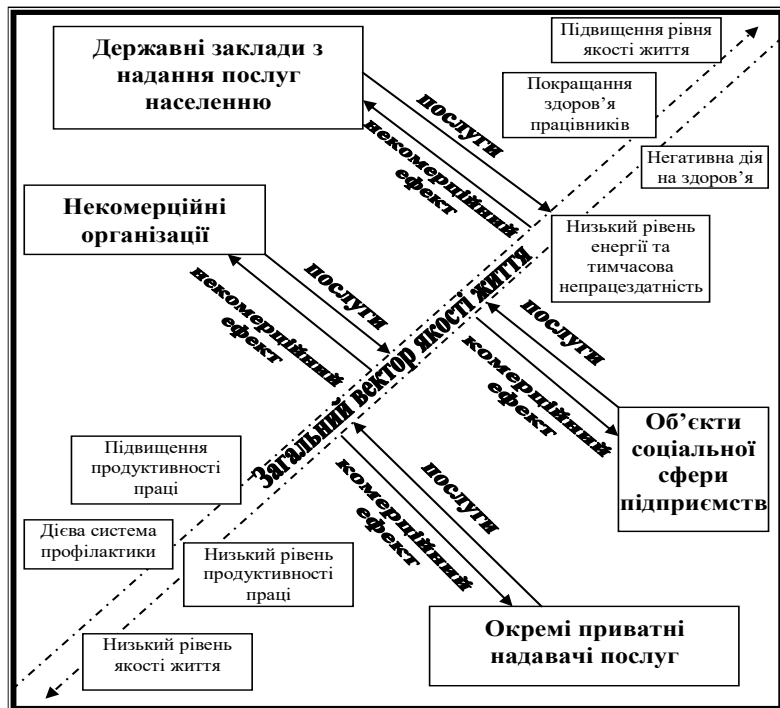 Підвищення рівня
якості життя
Державні заклади з
надання послуг
населенню
Покращання
здоров’я
працівників
послуги
некомерційний
ефект
Негативна дія
на здоров’я
Некомерційні
організації
Низький рівень
енергії та
тимчасова
непрацездатність
послуги
некомерційний
ефект
Загальний вектор якості життя
послуги
комерційний
ефект
Об’єкти
соціальної
сфери
підприємств
Підвищення
продуктивності
праці
послуги
комерційний
ефект
Дієва система
профілактики
Низький рівень
продуктивності
праці
Окремі приватні
надавачі послуг
Низький рівень
якості життя